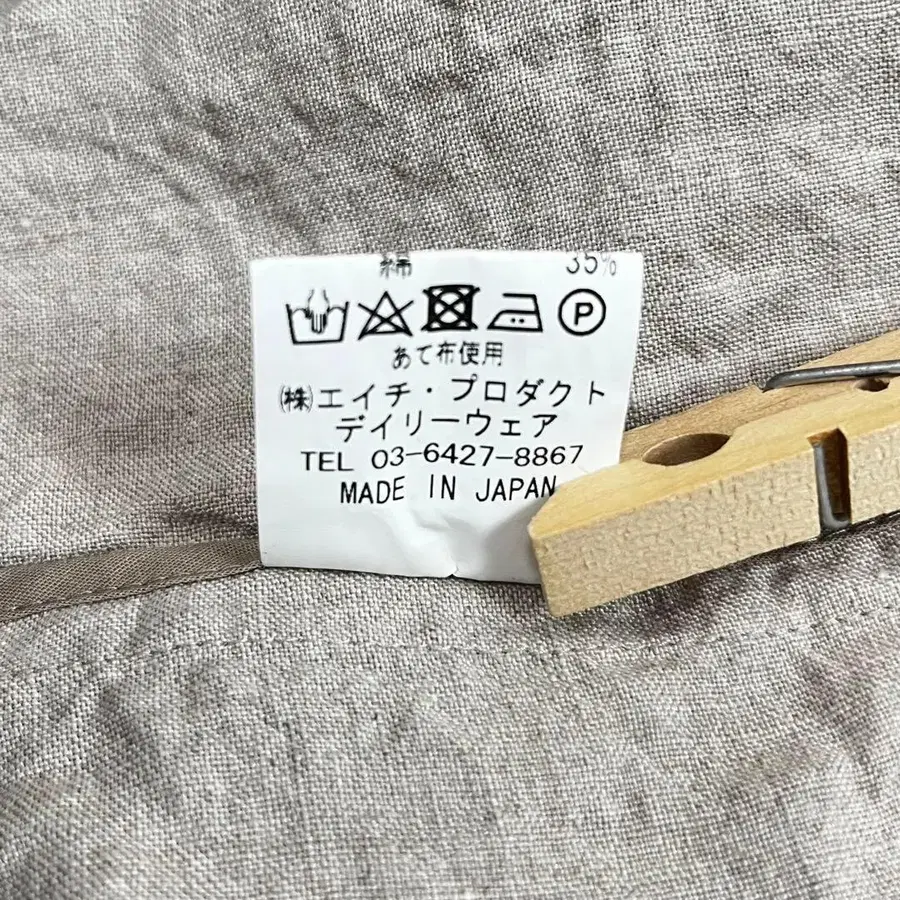 綿 35%
P
あて布使用
㈱エイチ・プロダクト
デイリーウェア
TEL 03-6427-8867
MADE IN JAPAN